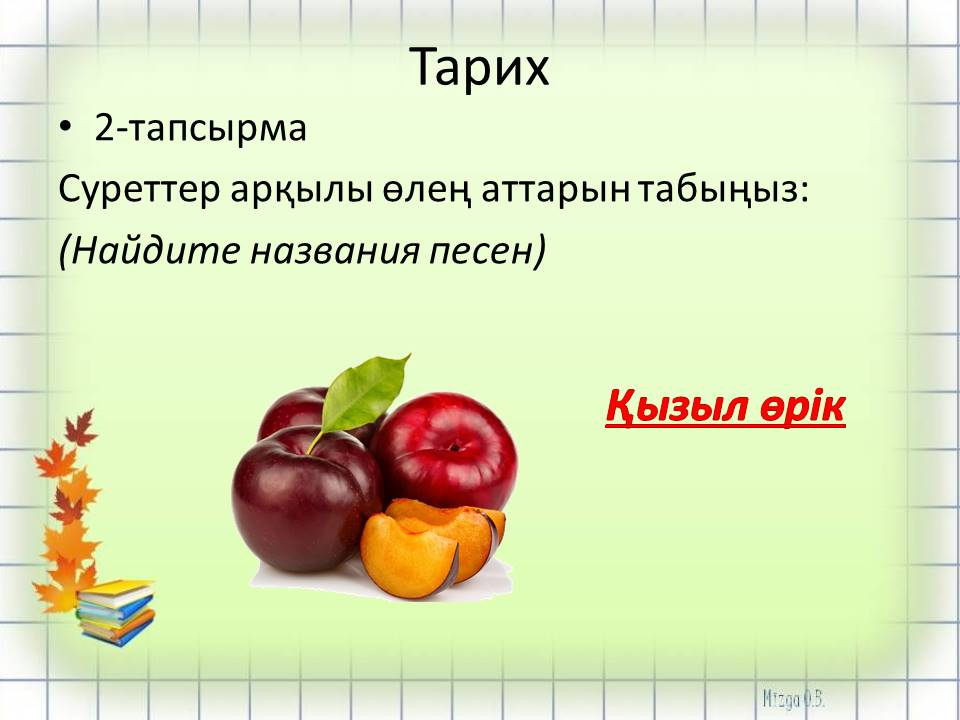 Тарих
• 2-тапсырма
Суреттер арқылы өлең аттарын табыңыз:
(Найдите названия песен)
Қызыл өрік
Mizga O.B.